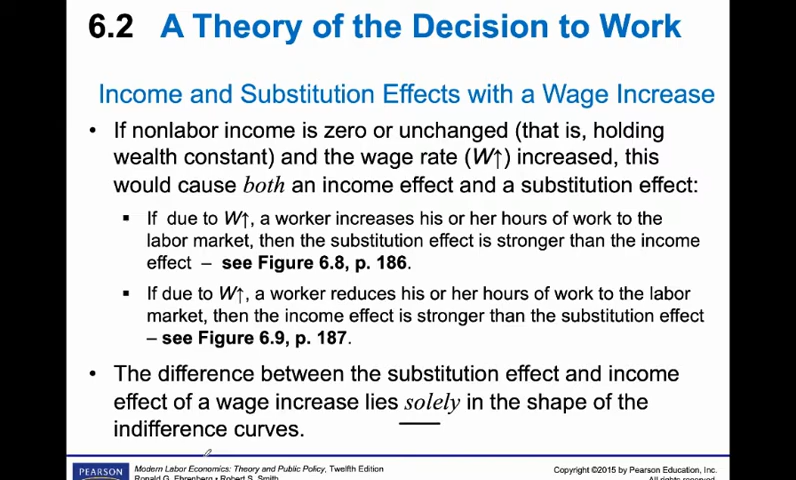 6.2 A Theory of the Decision to Work
Income and Substitution Effects with a Wage Increase
• If nonlabor income is zero or unchanged (that is, holding
wealth constant) and the wage rate (W↑) increased, this
would cause both an income effect and a substitution effect:
▪ If due to W↑, a worker increases his or her hours of work to the
labor market, then the substitution effect is stronger than the income
effect – see Figure 6.8, p. 186.
▪ If due to W↑, a worker reduces his or her hours of work to the labor
market, then the income effect is stronger than the substitution effect
– see Figure 6.9, p. 187.
• The difference between the substitution effect and income
effect of a wage increase lies solely in the shape of the
indifference curves.
PEARSON
Modern Labor Economics: Theory and Public Policy, Twelfth Edition
Ronald G. Ehrenberg • Robert S. Smith
Copyright ©2015 by Pearson Education, Inc.
All rights reserved.